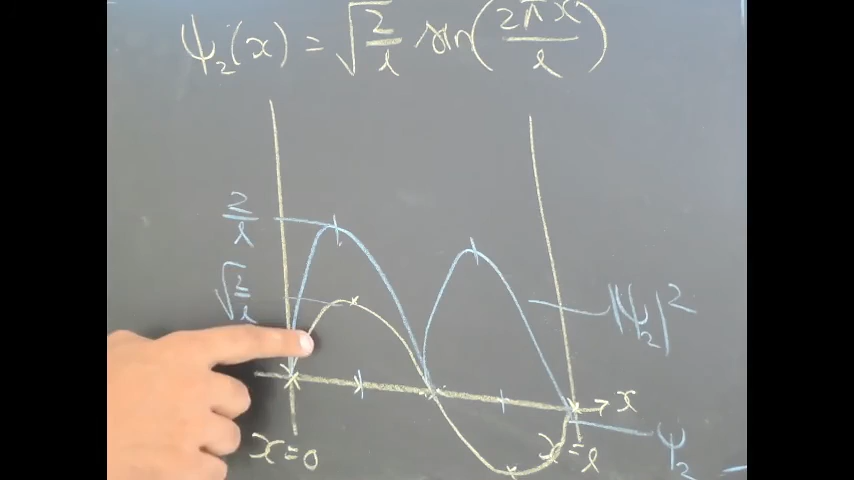 ψ₂(x) = √(2/l) sin(2πx/l)
2/l
√(2/l)
|ψ₂|²
x
x=0
x=l
ψ₂